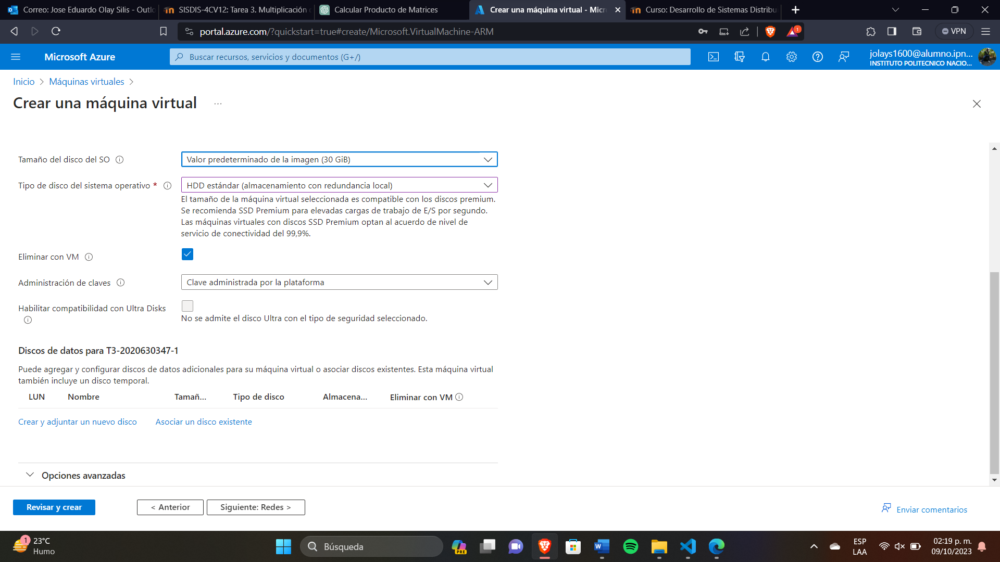 Correo: Jose Eduardo Olay Silis - Outlo
SISDIS-4CV12: Tarea 3. Multiplicación
Calcular Producto de Matrices
Crear una máquina virtual - Micr
Curso: Desarrollo de Sistemas Distribu
portal.azure.com/?quickstart=true#create/Microsoft.VirtualMachine-ARM
1
VPN
Microsoft Azure
Buscar recursos, servicios y documentos (G+/)
jolays1600@alumno.ipn...
INSTITUTO POLITECNICO NACIO...
Inicio > Máquinas virtuales >
Crear una máquina virtual ...
Tamaño del disco del SO
Valor predeterminado de la imagen (30 GiB)
Tipo de disco del sistema operativo *
HDD estándar (almacenamiento con redundancia local)
El tamaño de la máquina virtual seleccionada es compatible con los discos premium.
Se recomienda SSD Premium para elevadas cargas de trabajo de E/S por segundo.
Las máquinas virtuales con discos SSD Premium optan al acuerdo de nivel de
servicio de conectividad del 99,9%.
Eliminar con VM
Administración de claves
Clave administrada por la plataforma
Habilitar compatibilidad con Ultra Disks
No se admite el disco Ultra con el tipo de seguridad seleccionado.
Discos de datos para T3-2020630347-1
Puede agregar y configurar discos de datos adicionales para su máquina virtual o asociar discos existentes. Esta máquina virtual
también incluye un disco temporal.
LUN Nombre Tamañ... Tipo de disco Almacena... Eliminar con VM
Crear y adjuntar un nuevo disco Asociar un disco existente
Opciones avanzadas
Revisar y crear
< Anterior
Siguiente: Redes >
Enviar comentarios
1
23°C
Humo
Búsqueda
PRE
ESP
LAA
02:19 p. m.
09/10/2023